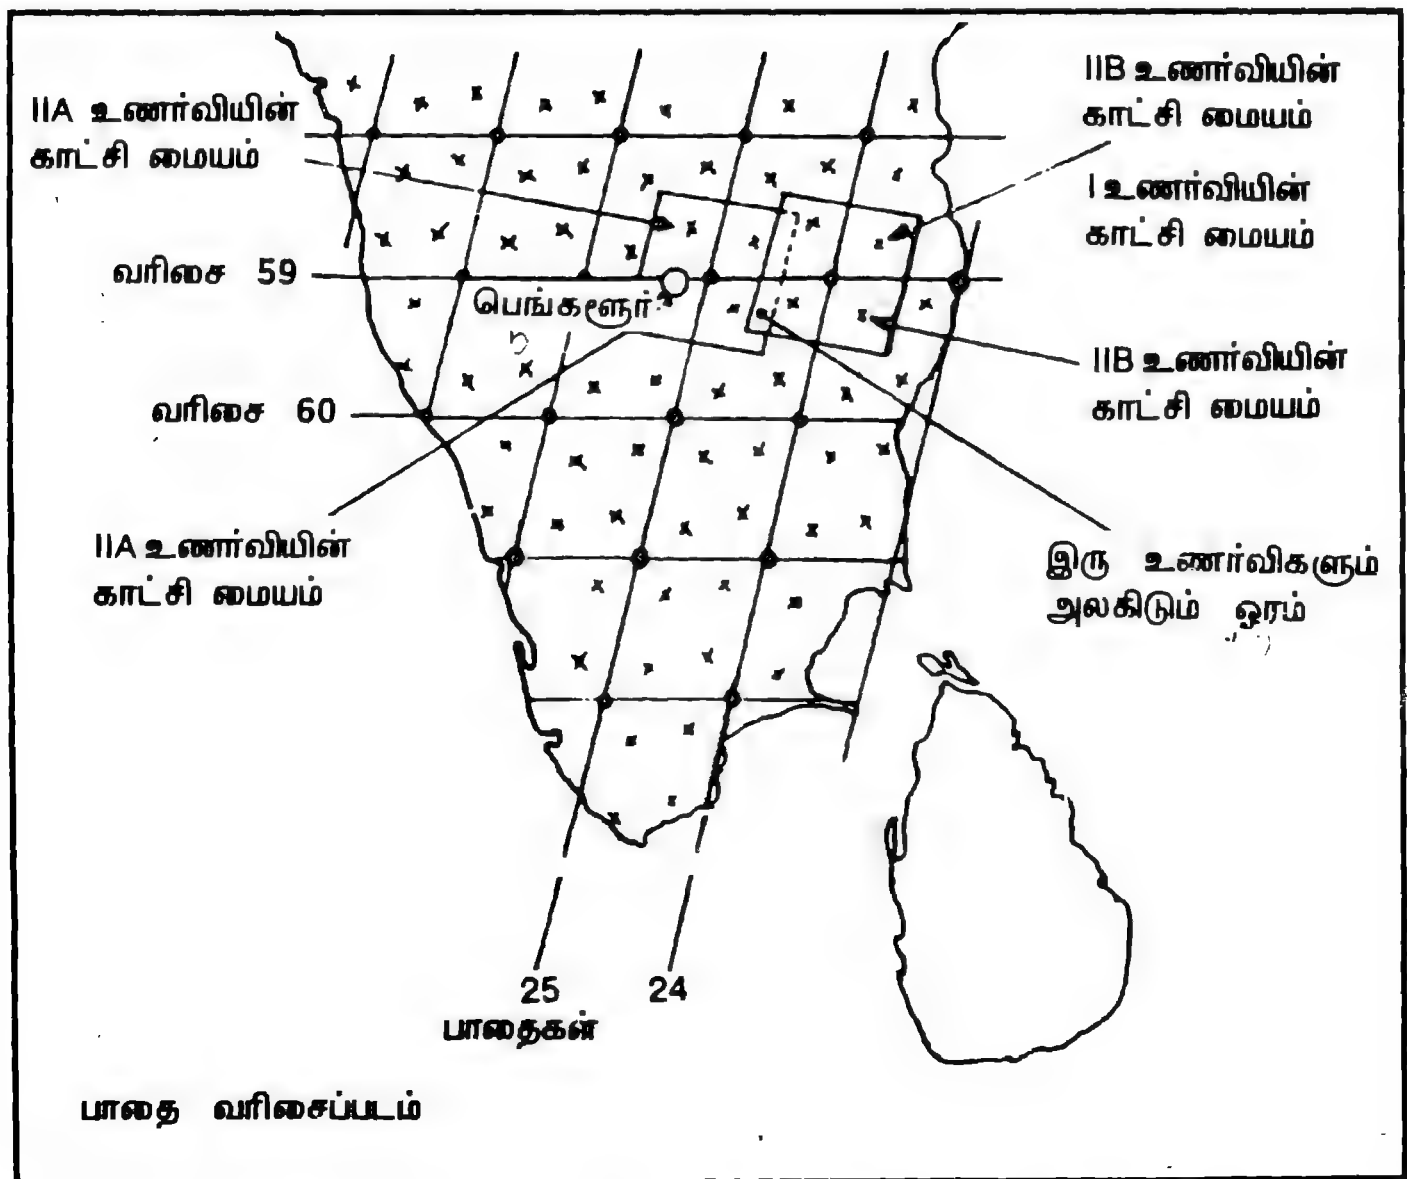 IIA உணர்வியின்
காட்சி மையம்
IIB உணர்வியின்
காட்சி மையம்
I உணர்வியின்
காட்சி மையம்
வரிசை 59
பெங்களூர்
IIB உணர்வியின்
காட்சி மையம்
வரிசை 60
IIA உணர்வியின்
காட்சி மையம்
இரு உணர்விகளும்
அலகிடும் ஓரம்
25 24
பாதைகள்
பாதை வரிசைப்படம்